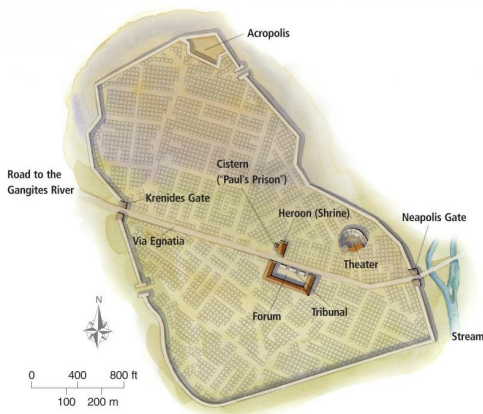 Acropolis
Cistern
("Paul's Prison")
Road to the
Gangites River
Krenides Gate
Heroon (Shrine)
Neapolis Gate
Via Egnatia
Theater
Forum
Tribunal
Stream
N
0 400 800 ft
100 200 m